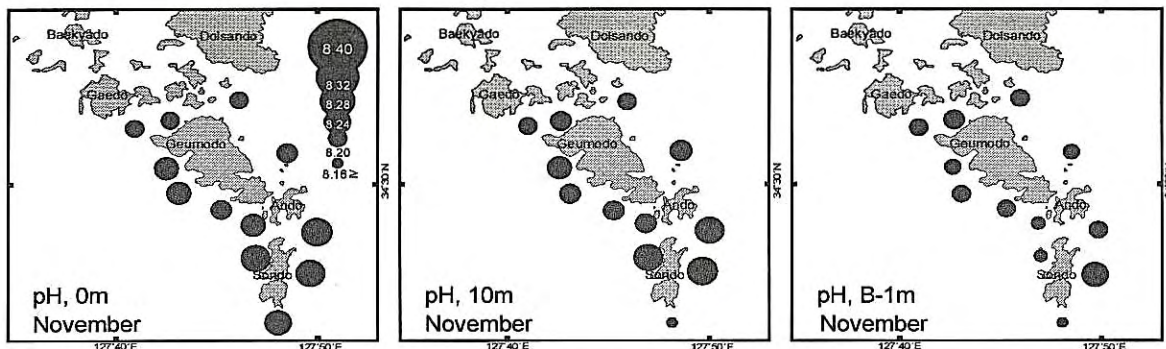 Baekyado
Dolsando
8.40
8.32
Gaedo
8.28
8.24
Geumodo
8.20
8.16≥
34°30'N
Ando
Sorido
pH, 0m
November
127°40'E
127°50'E
Baekyado
Dolsando
Gaedo
Geumodo
34°30'N
Ando
Sorido
pH, 10m
November
127°40'E
127°50'E
Baekyado
Dolsando
Gaedo
Geumodo
34°30'N
Ando
Sorido
pH, B-1m
November
127°40'E
127°50'E